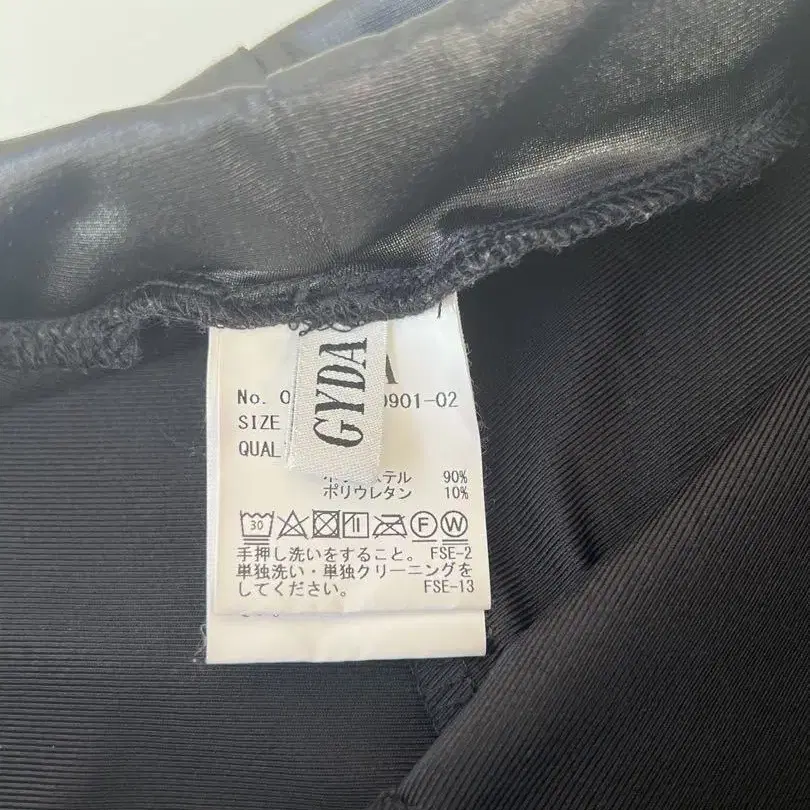 GYDA
No. 0
0901-02
SIZE
QUAL
テル 90%
ポリウレタン 10%
30 F W
手押し洗いをすること。 FSE-2
単独洗い・単独クリーニングを
してください。 FSE-13